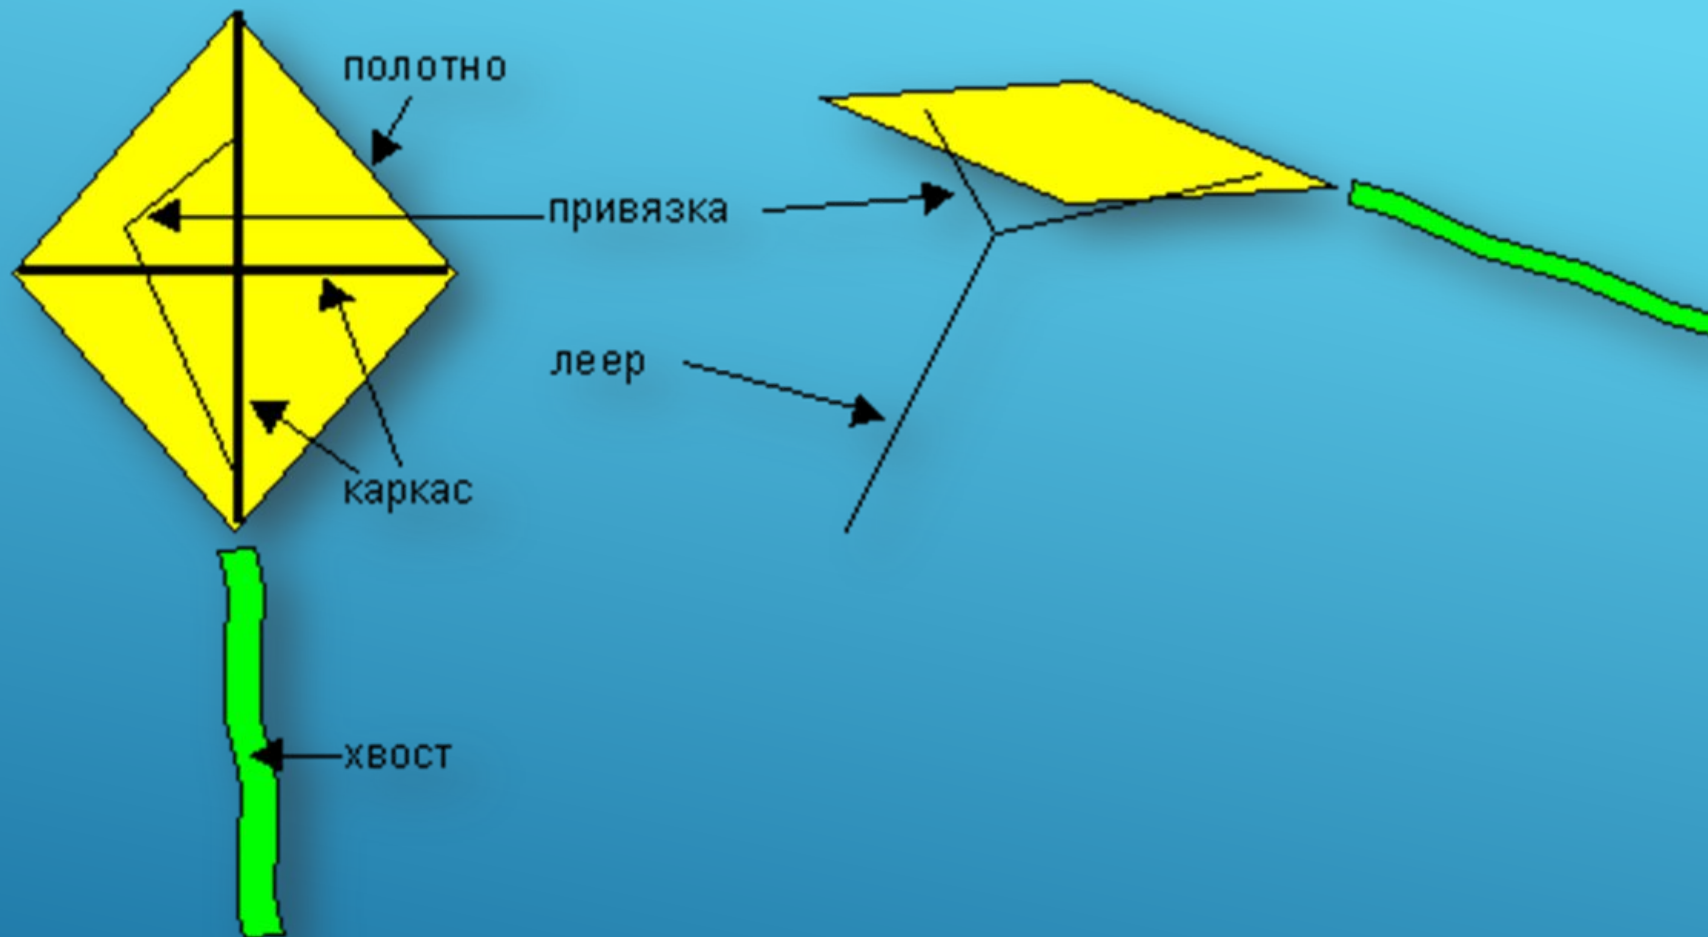 полотно
привязка
леер
каркас
хвост